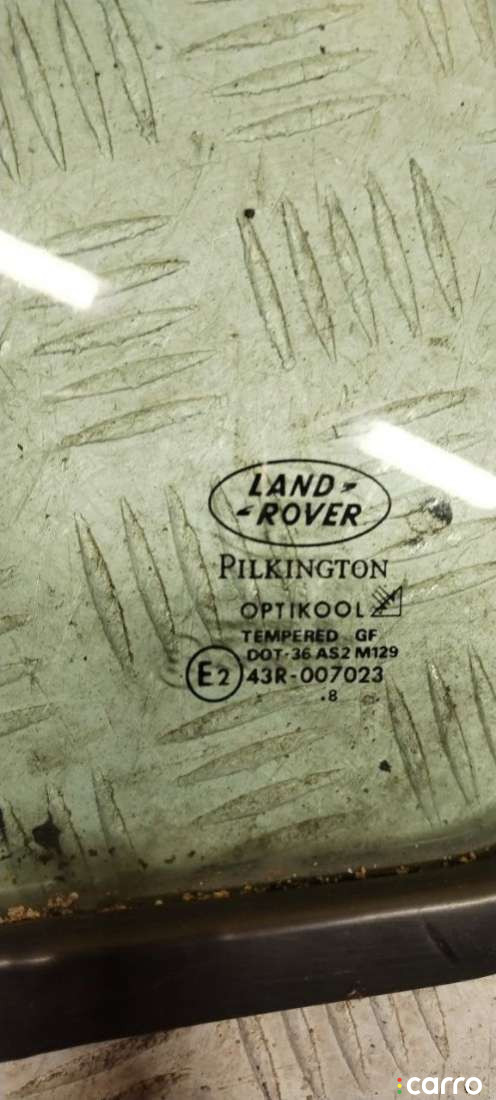 LAND
ROVER
PILKINGTON
OPTIKOOL
TEMPERED GF
DOT-36 AS2 M129
E2 43R-007023
.8
carro